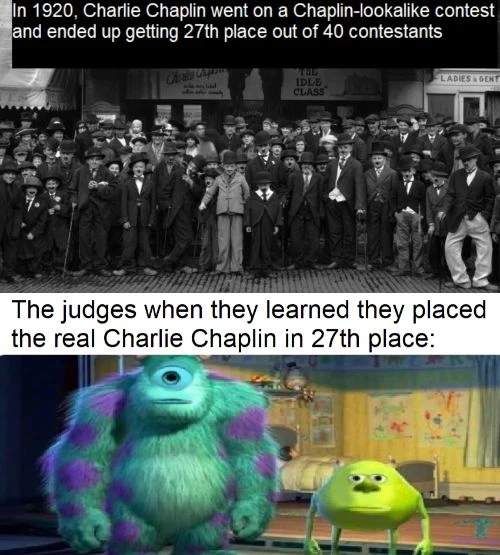 In 1920, Charlie Chaplin went on a Chaplin-lookalike contest
and ended up getting 27th place out of 40 contestants
THE
IDLE
CLASS
LADIES & GENT
The judges when they learned they placed
the real Charlie Chaplin in 27th place: